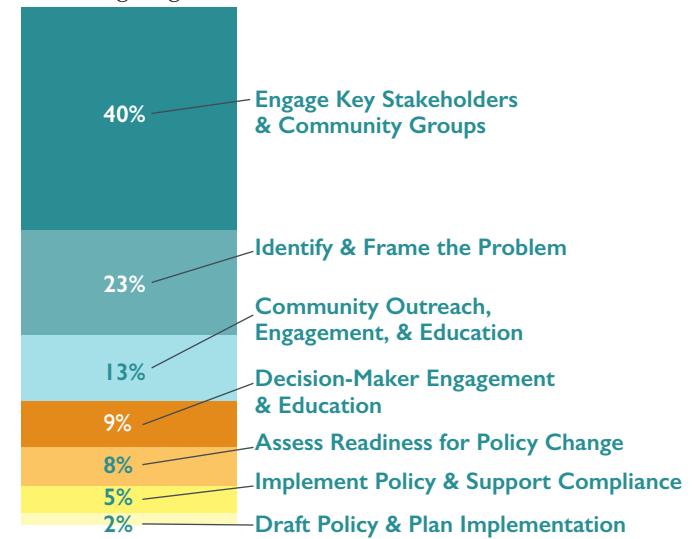 40%
Engage Key Stakeholders
& Community Groups
23%
Identify & Frame the Problem
13%
Community Outreach,
Engagement, & Education
9%
Decision-Maker Engagement
& Education
8%
Assess Readiness for Policy Change
5%
Implement Policy & Support Compliance
2%
Draft Policy & Plan Implementation